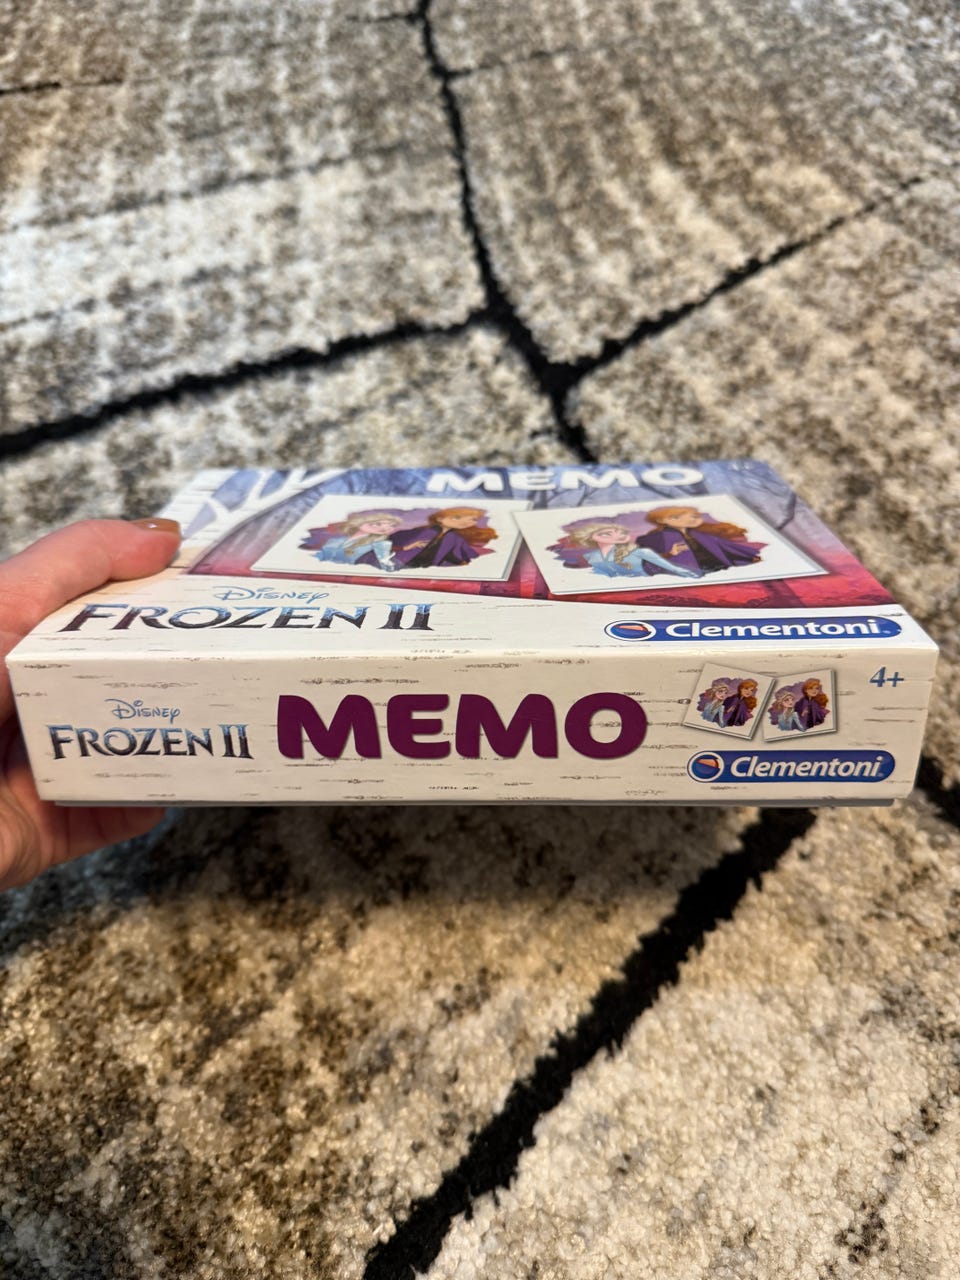 MEMO
Disney
FROZEN II
Clementoni®
Disney
FROZEN II
MEMO
4+
Clementoni®